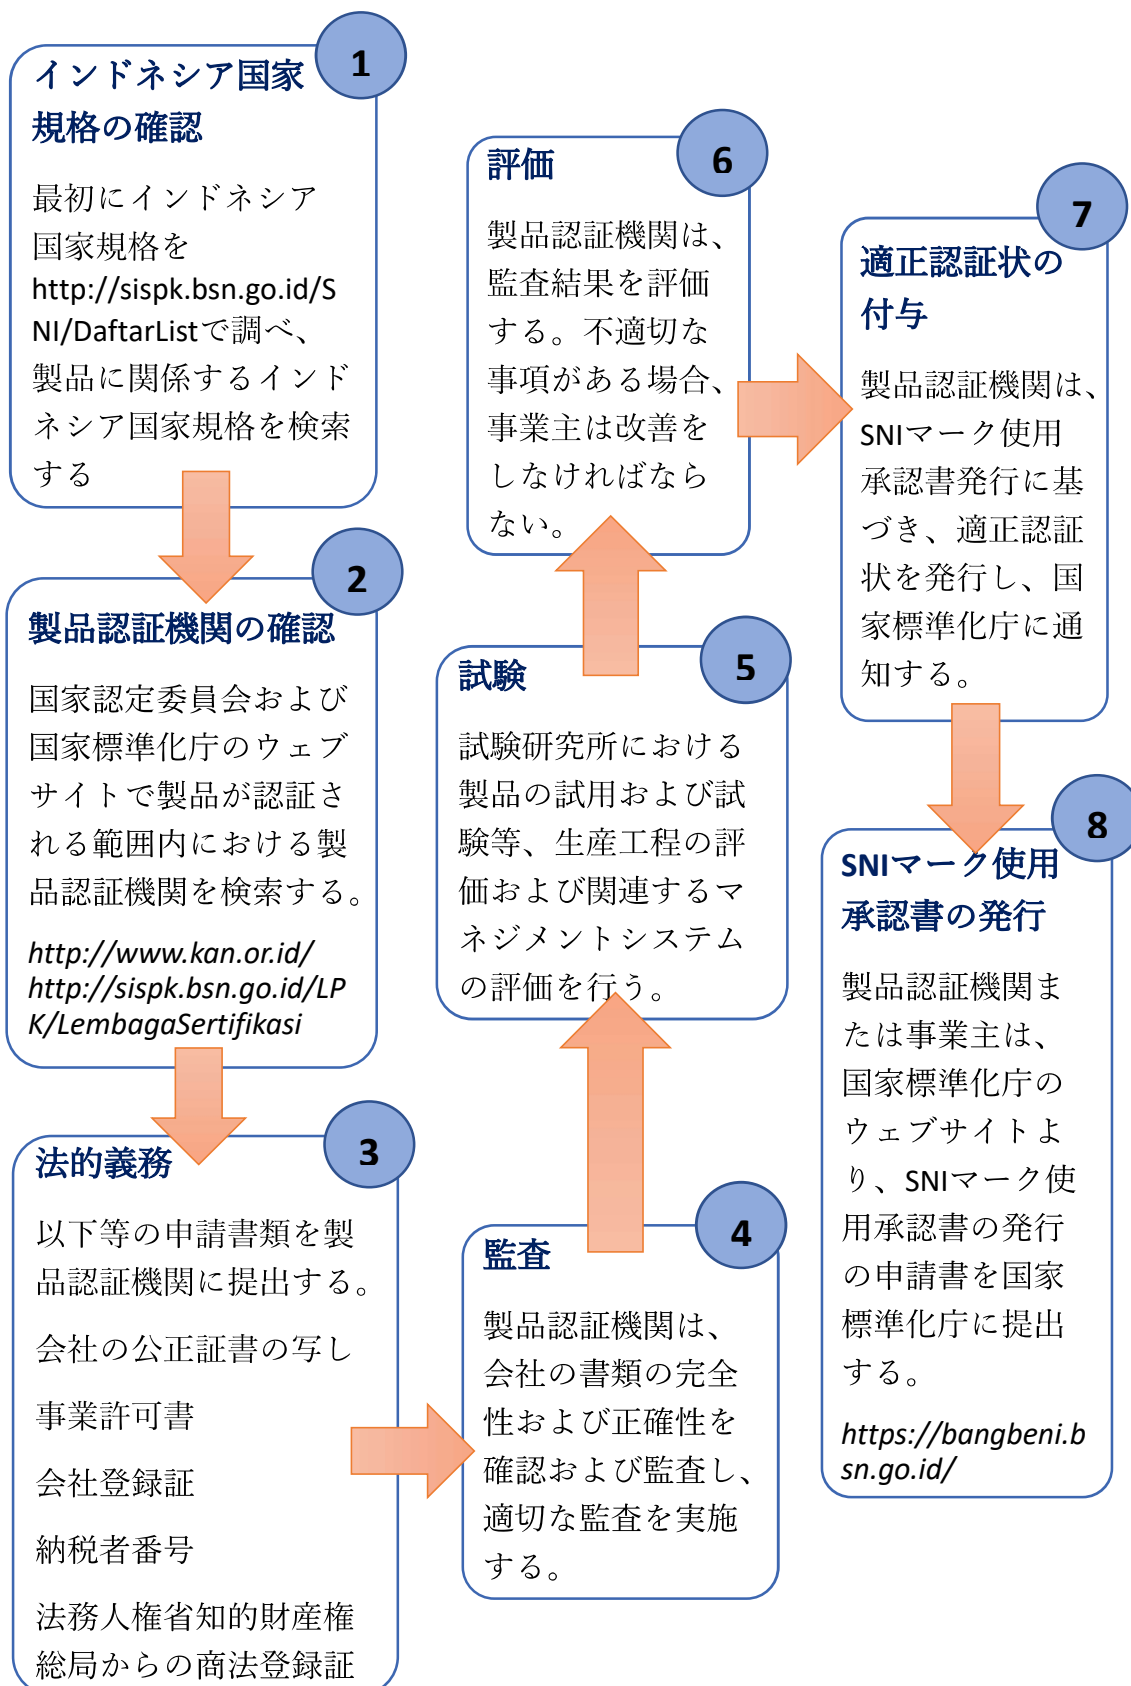 1
インドネシア国家
規格の確認
最初にインドネシア
国家規格を
http://sispk.bsn.go.id/S
NI/DaftarListで調べ、
製品に関係するインド
ネシア国家規格を検索
する
2
製品認証機関の確認
国家認定委員会および
国家標準化庁のウェブ
サイトで製品が認証さ
れる範囲内における製
品認証機関を検索する。
http://www.kan.or.id/
http://sispk.bsn.go.id/LP
K/LembagaSertifikasi
3
法的義務
以下等の申請書類を製
品認証機関に提出する。
会社の公正証書の写し
事業許可書
会社登録証
納税者番号
法務人権省知的財産権
総局からの商法登録証
4
監査
製品認証機関は、
会社の書類の完全
性および正確性を
確認および監査し、
適切な監査を実施
する。
5
試験
試験研究所における
製品の試用および試
験等、生産工程の評
価および関連するマ
ネジメントシステム
の評価を行う。
6
評価
製品認証機関は、
監査結果を評価
する。不適切な
事項がある場合、
事業主は改善を
しなければなら
ない。
7
適正認証状の
付与
製品認証機関は、
SNIマーク使用
承認書発行に基
づき、適正認証
状を発行し、国
家標準化庁に通
知する。
8
SNIマーク使用
承認書の発行
製品認証機関ま
たは事業主は、
国家標準化庁の
ウェブサイトよ
り、SNIマーク使
用承認書の発行
の申請書を国家
標準化庁に提出
する。
https://bangbeni.b
sn.go.id/